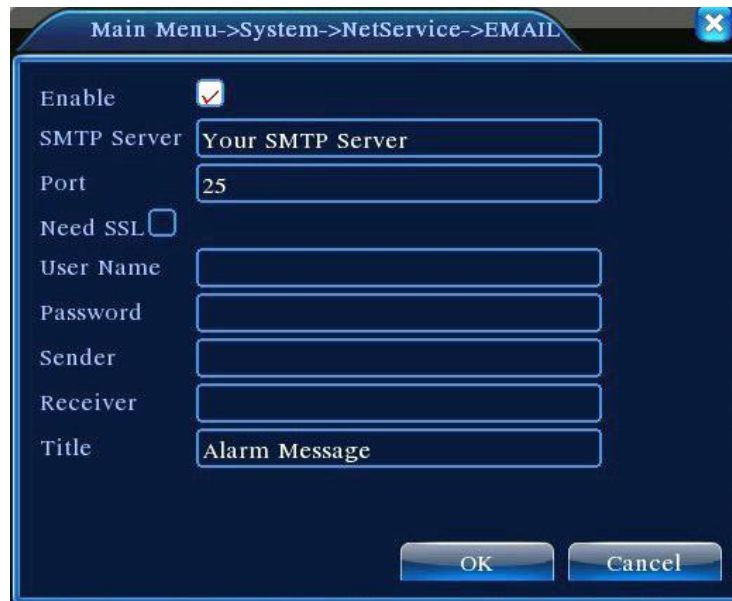 Main Menu->System->NetService->EMAIL
Enable
SMTP Server Your SMTP Server
Port 25
Need SSL
User Name
Password
Sender
Receiver
Title Alarm Message
OK Cancel